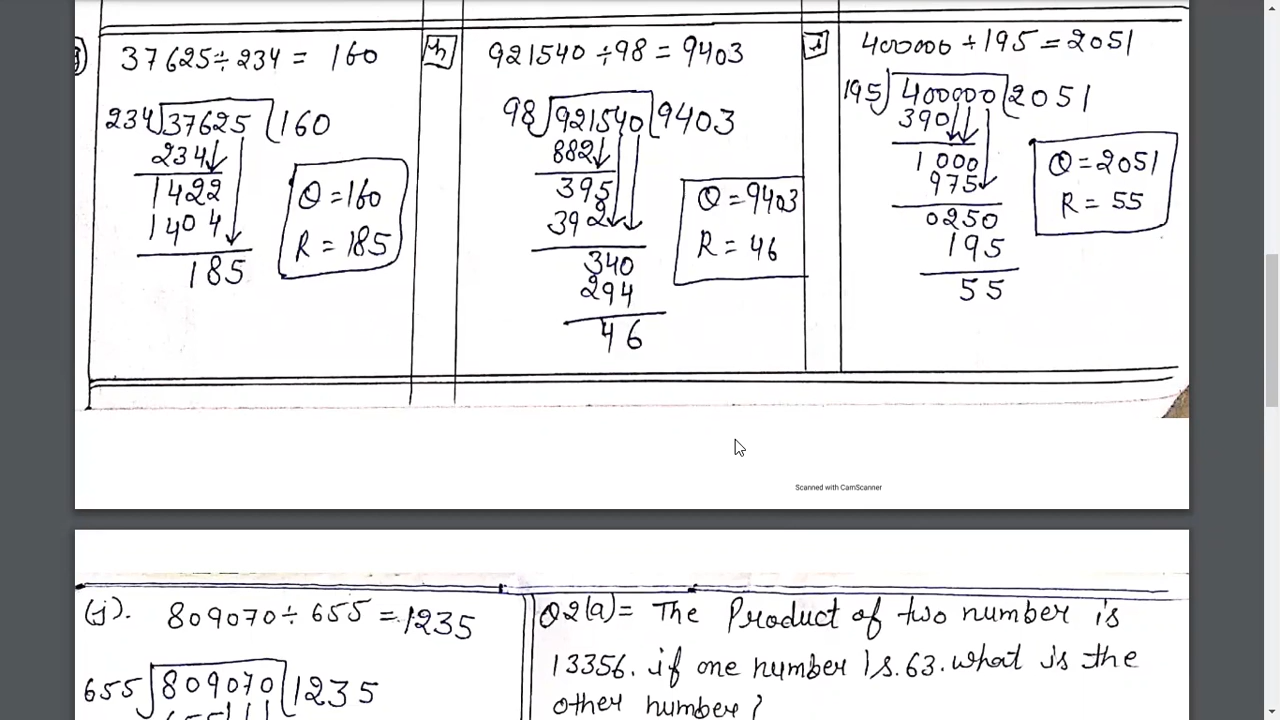 37625÷234 = 160
234 37625 160
234
1422
1404
185
Q = 160
R = 185
h
921540 ÷98 = 9403
98 921540 9403
882
395
392
340
294
46
Q = 9403
R = 46
400000 ÷195 = 2051
195 400000 2051
390
1000
975
0250
195
55
Q = 2051
R = 55
Scanned with CamScanner
(j). 809070÷ 655 = 1235
655 809070 1235
Q2(a)= The Product of two number is
13356. if one number is. 63. what is the
other number?